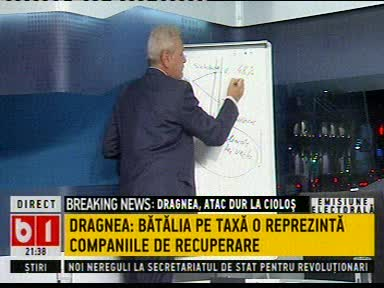 48%
DIRECT
BREAKING NEWS: DRAGNEA, ATAC DUR LA CIOLOȘ
EMISIUNE
ELECTORALĂ
B1
DRAGNEA: BĂTĂLIA PE TAXĂ O REPREZINTĂ
COMPANIILE DE RECUPERARE
21:38
ȘTIRI
NOI NEREGULI LA SECRETARIATUL DE STAT PENTRU REVOLUȚIONARI